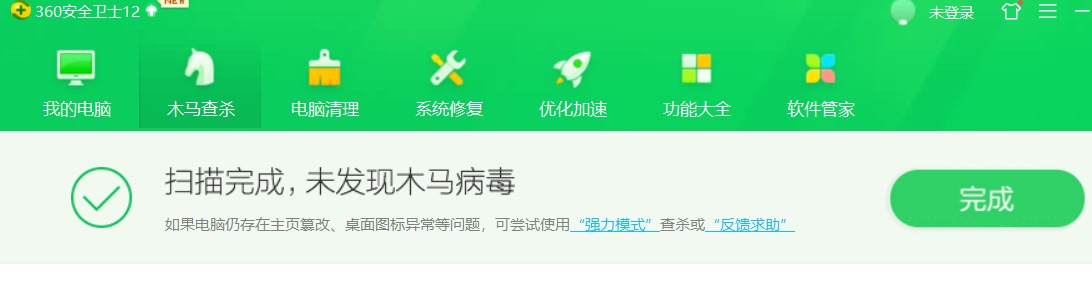 360安全卫士12
NEW
未登录
我的电脑
木马查杀
电脑清理
系统修复
优化加速
功能大全
软件管家
扫描完成，未发现木马病毒
如果电脑仍存在主页篡改、桌面图标异常等问题，可尝试使用“强力模式”查杀或“反馈求助”
完成